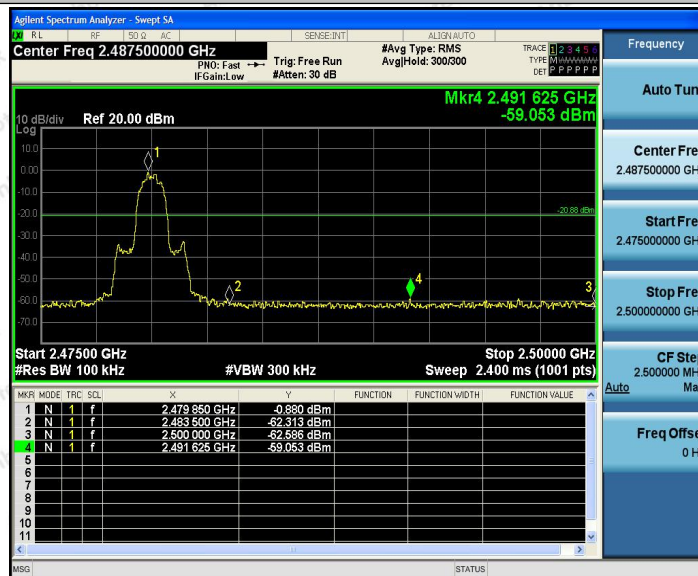 Agilent Spectrum Analyzer - Swept SA
LXI RL RF 50 Ω AC SENSE:INT ALIGN AUTO
Center Freq 2.487500000 GHz
PNO: Fast
IFGain:Low
Trig: Free Run
#Atten: 30 dB
#Avg Type: RMS
Avg|Hold: 300/300
TRACE 1 2 3 4 5 6
TYPE M
DET P P P P P P
Mkr4 2.491 625 GHz
-59.053 dBm
10 dB/div Ref 20.00 dBm
Log
10.0
0.00
-10.0
-20.0
-30.0
-40.0
-50.0
-60.0
-70.0
1
2
3
4
-20.88 dBm
Start 2.47500 GHz Stop 2.50000 GHz
#Res BW 100 kHz #VBW 300 kHz Sweep 2.400 ms (1001 pts)
MKR MODE TRC SCL X Y FUNCTION FUNCTION WIDTH FUNCTION VALUE
1 N 1 f 2.479 850 GHz -0.880 dBm
2 N 1 f 2.483 500 GHz -62.313 dBm
3 N 1 f 2.500 000 GHz -62.586 dBm
4 N 1 f 2.491 625 GHz -59.053 dBm
5
6
7
8
9
10
11
MSG STATUS
Frequency
Auto Tun
Center Fre
2.487500000 GH
Start Fre
2.475000000 GH
Stop Fre
2.500000000 GH
CF Ste
2.500000 MH
Auto Ma
Freq Offse
0 H